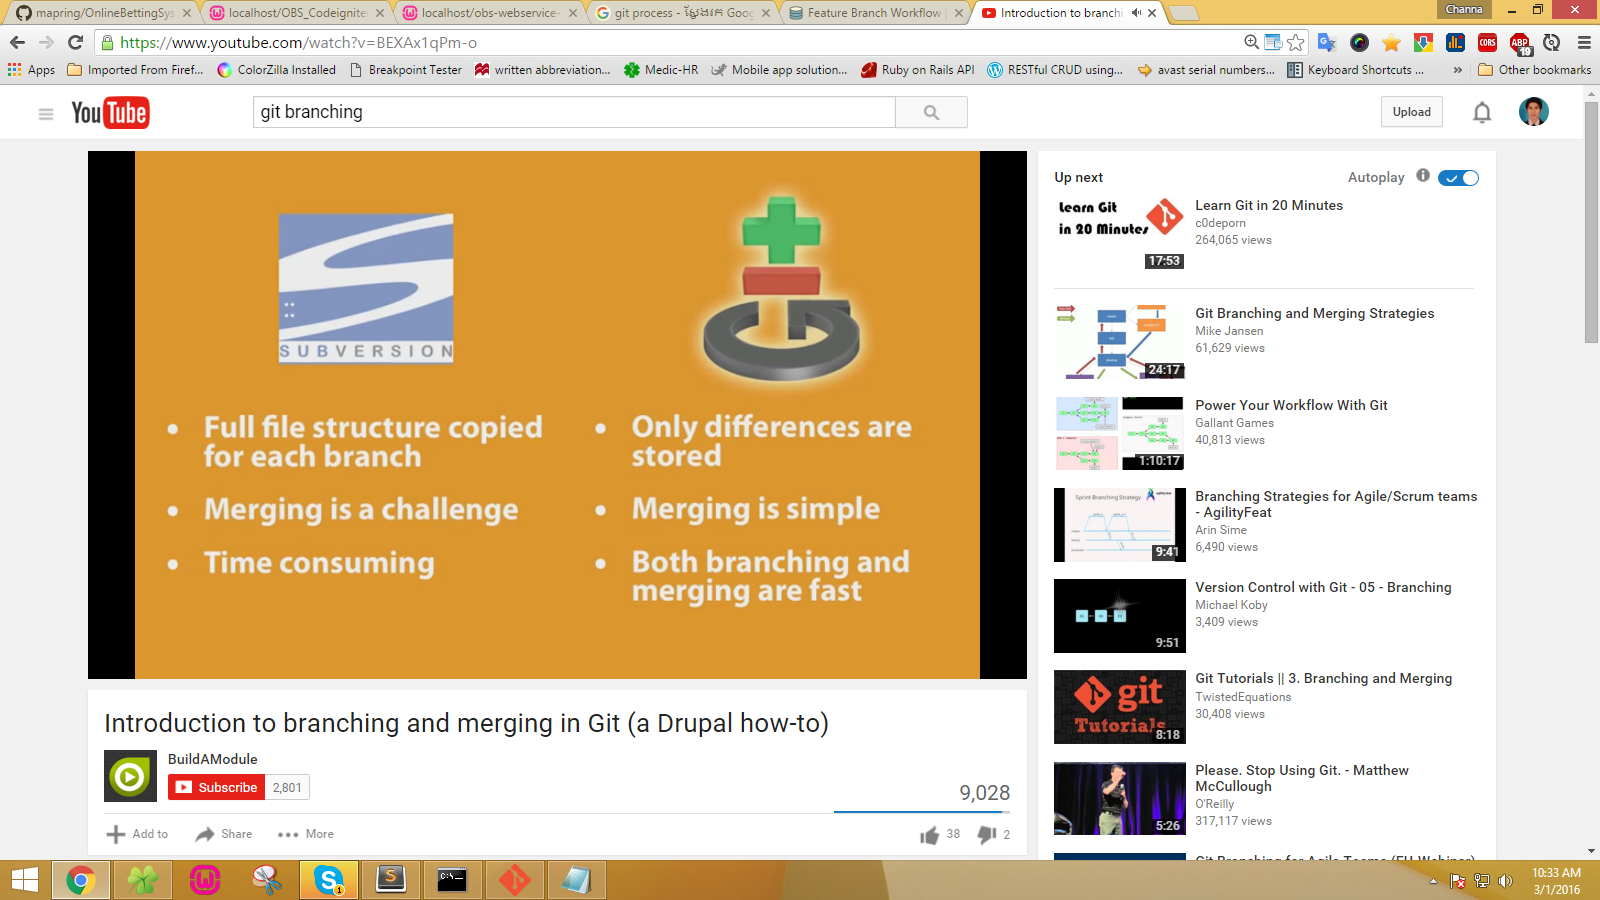 mapring/OnlineBettingSys
localhost/OBS_Codeignite
localhost/obs-webservice-
git process - ស្វែងរក Goog
Feature Branch Workflow |
Introduction to branchi
Channa
https://www.youtube.com/watch?v=BEXAx1qPm-o
ABP
19
CORS
Apps
Imported From Firef...
ColorZilla Installed
Breakpoint Tester
written abbreviation...
Medic-HR
Mobile app solution...
Ruby on Rails API
RESTful CRUD using...
avast serial numbers...
Keyboard Shortcuts ...
»
Other bookmarks
YouTube
git branching
Upload
SUBVERSION
• Full file structure copied
for each branch
• Merging is a challenge
• Time consuming
• Only differences are
stored
• Merging is simple
• Both branching and
merging are fast
Introduction to branching and merging in Git (a Drupal how-to)
BuildAModule
Subscribe
2,801
9,028
Add to
Share
More
38
2
Up next
Autoplay
Learn Git
in 20 Minutes
17:53
Learn Git in 20 Minutes
c0deporn
264,065 views
24:17
Git Branching and Merging Strategies
Mike Jansen
61,629 views
1:10:17
Power Your Workflow With Git
Gallant Games
40,813 views
Sprint Branching Strategy
9:41
Branching Strategies for Agile/Scrum teams
- AgilityFeat
Arin Sime
6,490 views
9:51
Version Control with Git - 05 - Branching
Michael Koby
3,409 views
git
Tutorials
8:18
Git Tutorials || 3. Branching and Merging
TwistedEquations
30,408 views
5:26
Please. Stop Using Git. - Matthew
McCullough
O'Reilly
317,117 views
Git Branching for Agile Teams (EU Webinar)
1
C:\
10:33 AM
3/1/2016